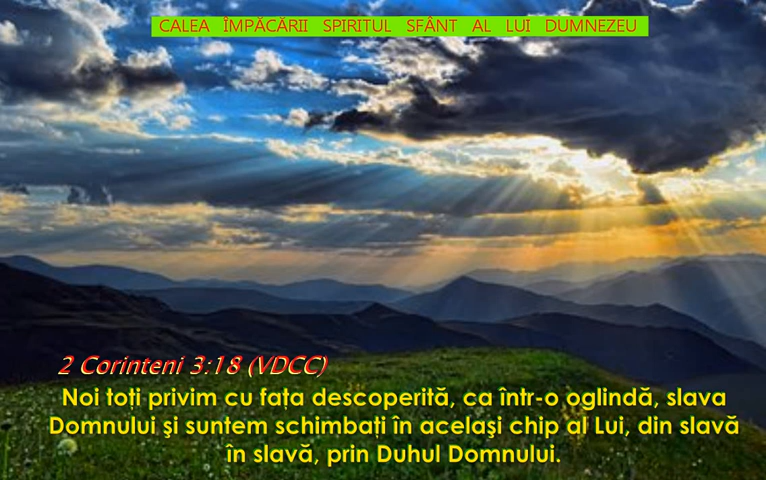 CALEA ÎMPĂCĂRII SPIRITUL SFÂNT AL LUI DUMNEZEU
2 Corinteni 3:18 (VDCC)
Noi toți privim cu fața descoperită, ca într-o oglindă, slava
Domnului şi suntem schimbați în acelaşi chip al Lui, din slavă
în slavă, prin Duhul Domnului.